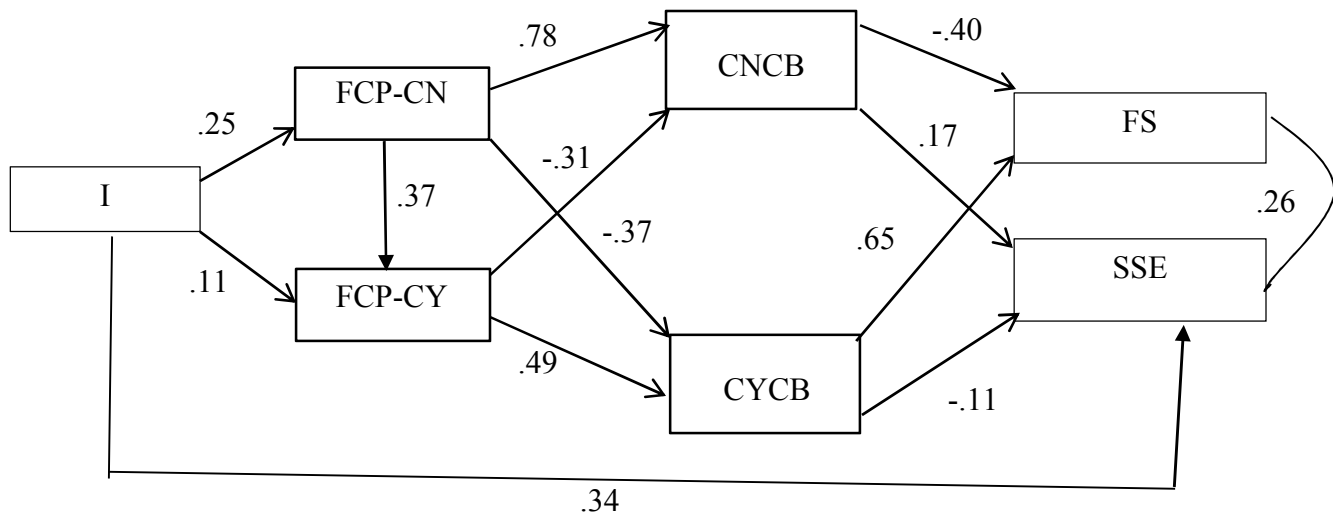 .78
-.40
CNCB
FCP-CN
FS
.25
.17
-.31
I
.37
.26
-.37
.65
SSE
.11
FCP-CY
.49
CYCB
-.11
.34